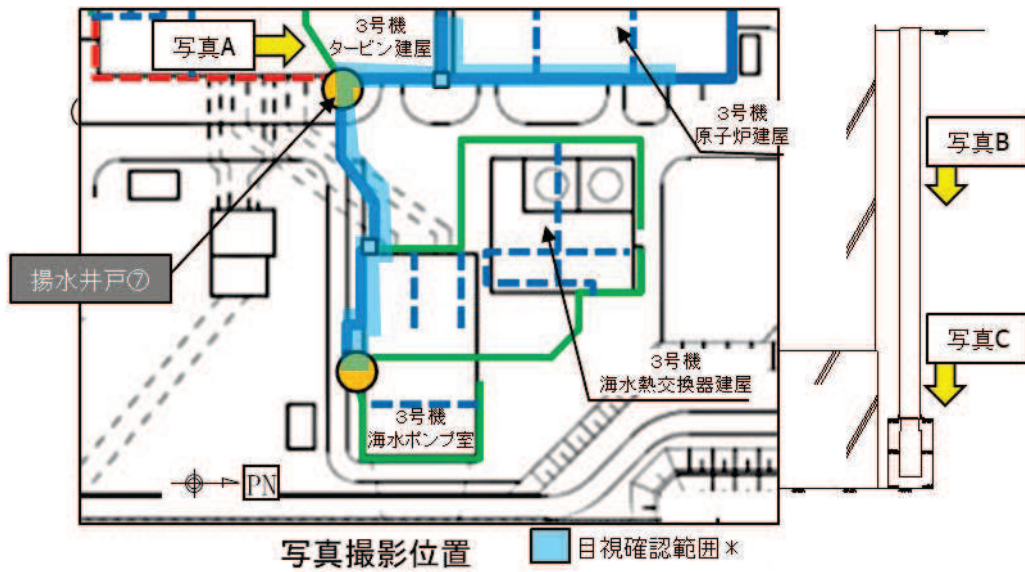 写真A
3号機
タービン建屋
3号機
原子炉建屋
写真B
揚水井戸⑦
3号機
海水熱交換器建屋
写真C
3号機
海水ポンプ室
PN
写真撮影位置
目視確認範囲*